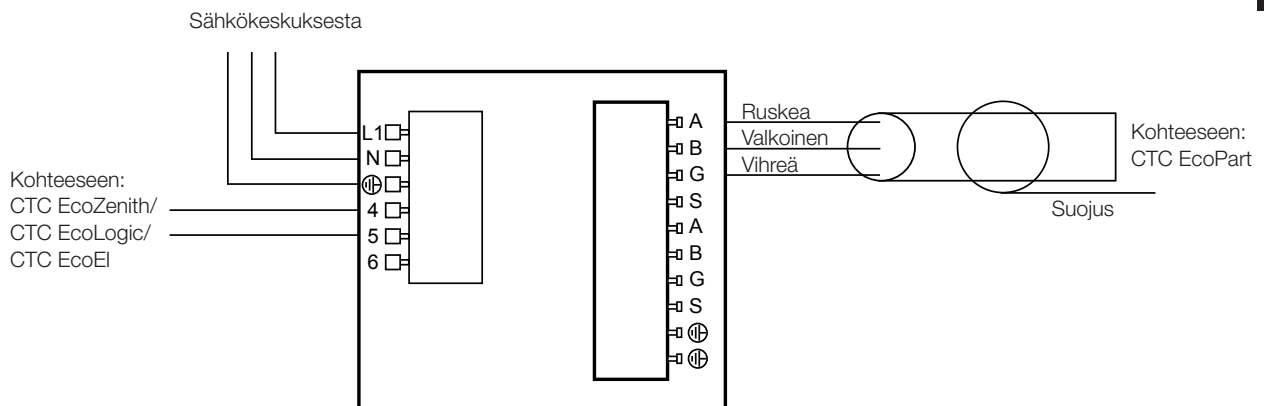 Sähkökeskuksesta
L1
N
4
5
6
Kohteeseen:
CTC EcoZenith/
CTC EcoLogic/
CTC EcoEl
A
B
G
S
A
B
G
S
Ruskea
Valkoinen
Vihreä
Suojus
Kohteeseen:
CTC EcoPart